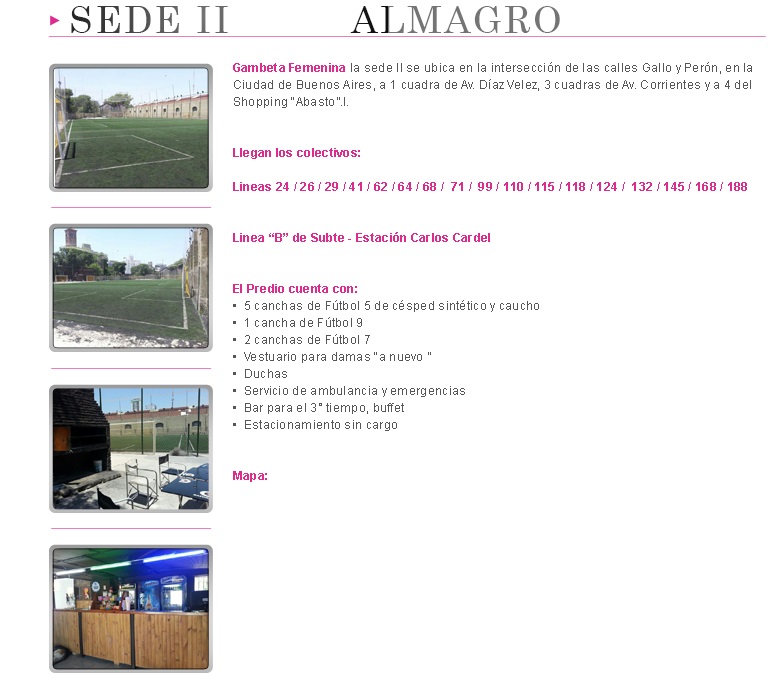 SEDE II ALMAGRO
Gambeta Femenina la sede II se ubica en la intersección de las calles Gallo y Perón, en la
Ciudad de Buenos Aires, a 1 cuadra de Av. Díaz Velez, 3 cuadras de Av. Corrientes y a 4 del
Shopping "Abasto".I.
Llegan los colectivos:
Lineas 24 / 26 / 29 / 41 / 62 / 64 / 68 / 71 / 99 / 110 / 115 / 118 / 124 / 132 / 145 / 168 / 188
Linea “B” de Subte - Estación Carlos Cardel
El Predio cuenta con:
• 5 canchas de Fútbol 5 de césped sintético y caucho
• 1 cancha de Fútbol 9
• 2 canchas de Fútbol 7
• Vestuario para damas "a nuevo "
• Duchas
• Servicio de ambulancia y emergencias
• Bar para el 3° tiempo, buffet
• Estacionamiento sin cargo
Mapa: